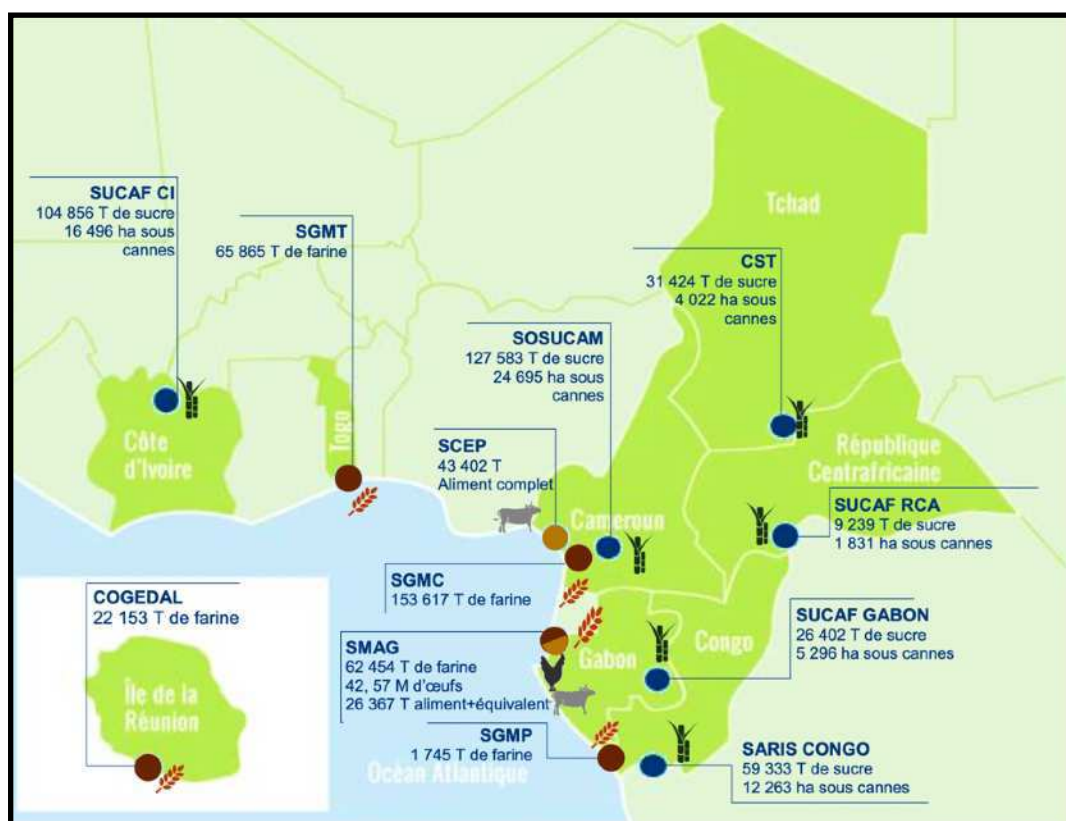 Tchad
SUCAF CI
104 856 T de sucre
16 496 ha sous
cannes
SGMT
65 865 T de farine
CST
31 424 T de sucre
4 022 ha sous
cannes
SOSUCAM
127 583 T de sucre
24 695 ha sous
cannes
Côte
d'Ivoire
Togo
SCEP
43 402 T
Aliment complet
République
Centrafricaine
Cameroun
SUCAF RCA
9 239 T de sucre
1 831 ha sous cannes
SGMC
153 617 T de farine
COGEDAL
22 153 T de farine
SUCAF GABON
26 402 T de sucre
5 296 ha sous cannes
SMAG
62 454 T de farine
42, 57 M d'œufs
26 367 T aliment+équivalent
Gabon
Congo
Île de la
Réunion
SGMP
1 745 T de farine
Océan Atlantique
SARIS CONGO
59 333 T de sucre
12 263 ha sous cannes